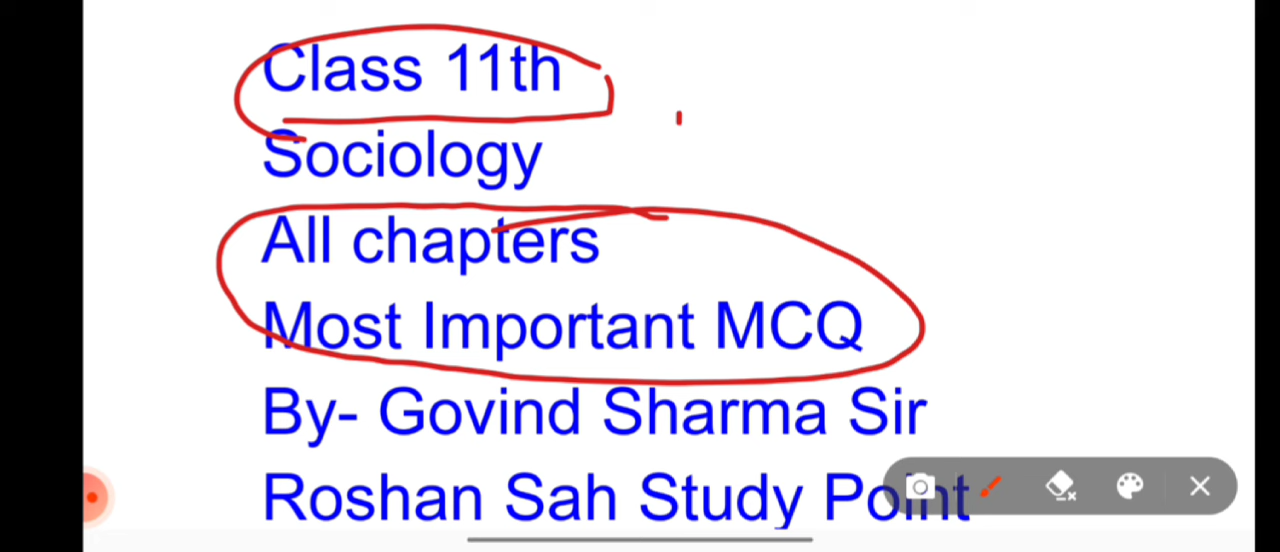 Class 11th
Sociology
All chapters
Most Important MCQ
By- Govind Sharma Sir
Roshan Sah Study Point